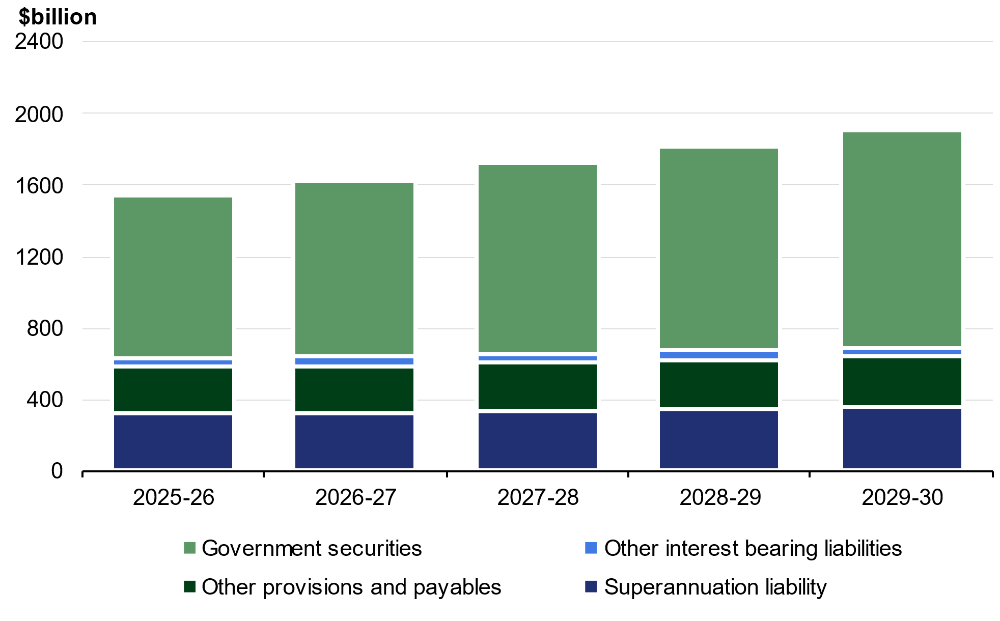 $billion
2400
2000
1600
1200
800
400
0
2025-26 2026-27 2027-28 2028-29 2029-30
Government securities Other interest bearing liabilities
Other provisions and payables Superannuation liability